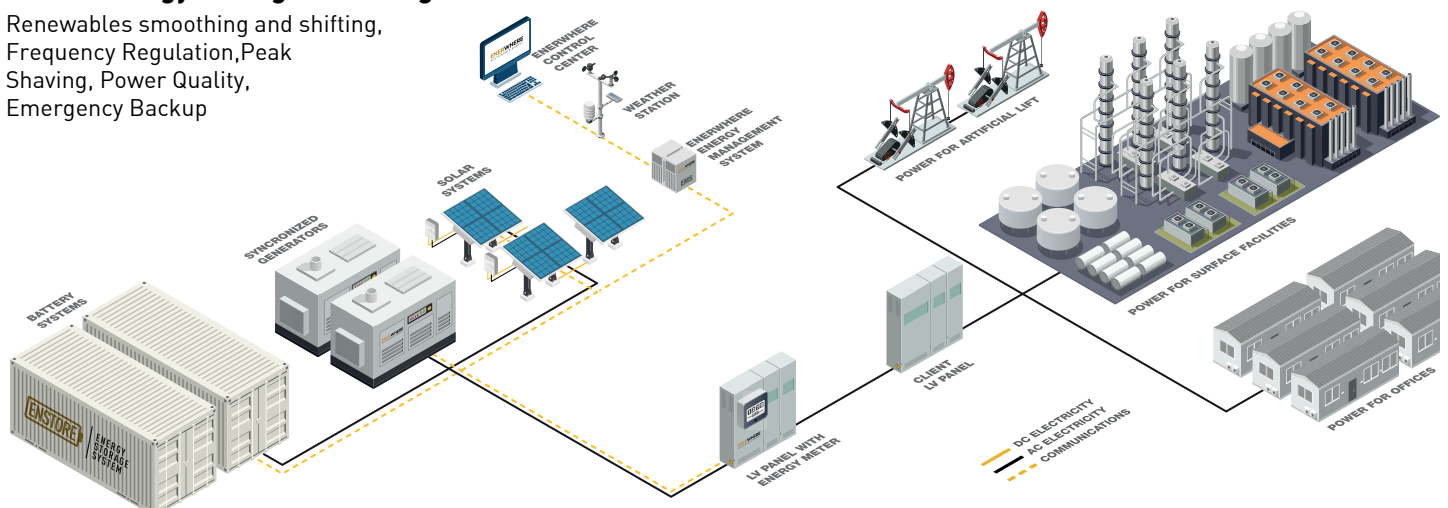 Renewables smoothing and shifting,
Frequency Regulation,Peak
Shaving, Power Quality,
Emergency Backup
ENERWHERE
ENERWHERE
CONTROL
CENTER
WEATHER
STATION
ENERWHERE
ENERGY
MANAGEMENT
SYSTEM
EMS
SOLAR
SYSTEMS
SYNCRONIZED
GENERATORS
BATTERY
SYSTEMS
ENSTORE
ENERGY
STORAGE
SYSTEM
LV PANEL WITH
ENERGY METER
CLIENT
LV PANEL
POWER FOR ARTIFICIAL LIFT
POWER FOR SURFACE FACILITIES
POWER FOR OFFICES
DC ELECTRICITY
AC ELECTRICITY
COMMUNICATIONS